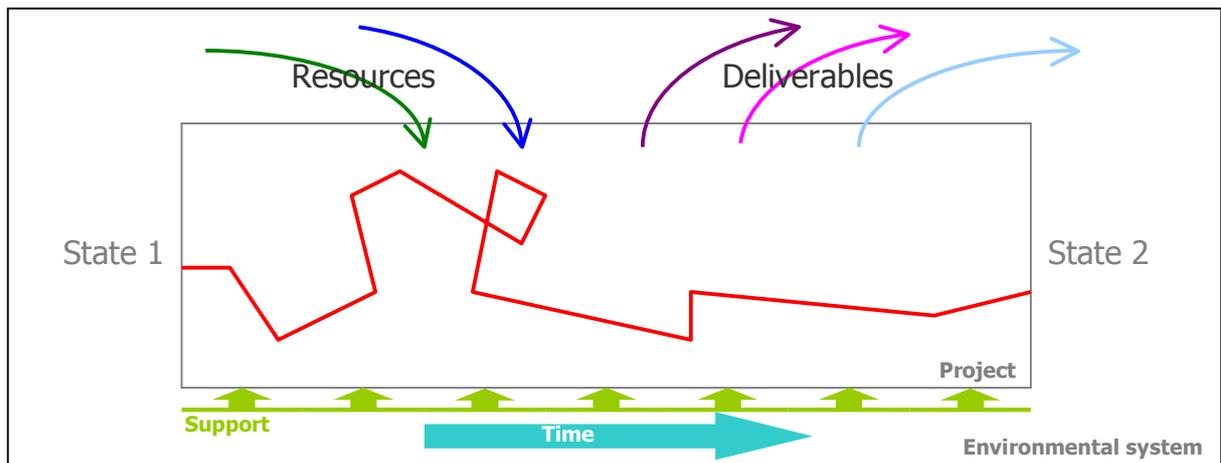 Resources
Deliverables
State 1
State 2
Project
Support
Time
Environmental system